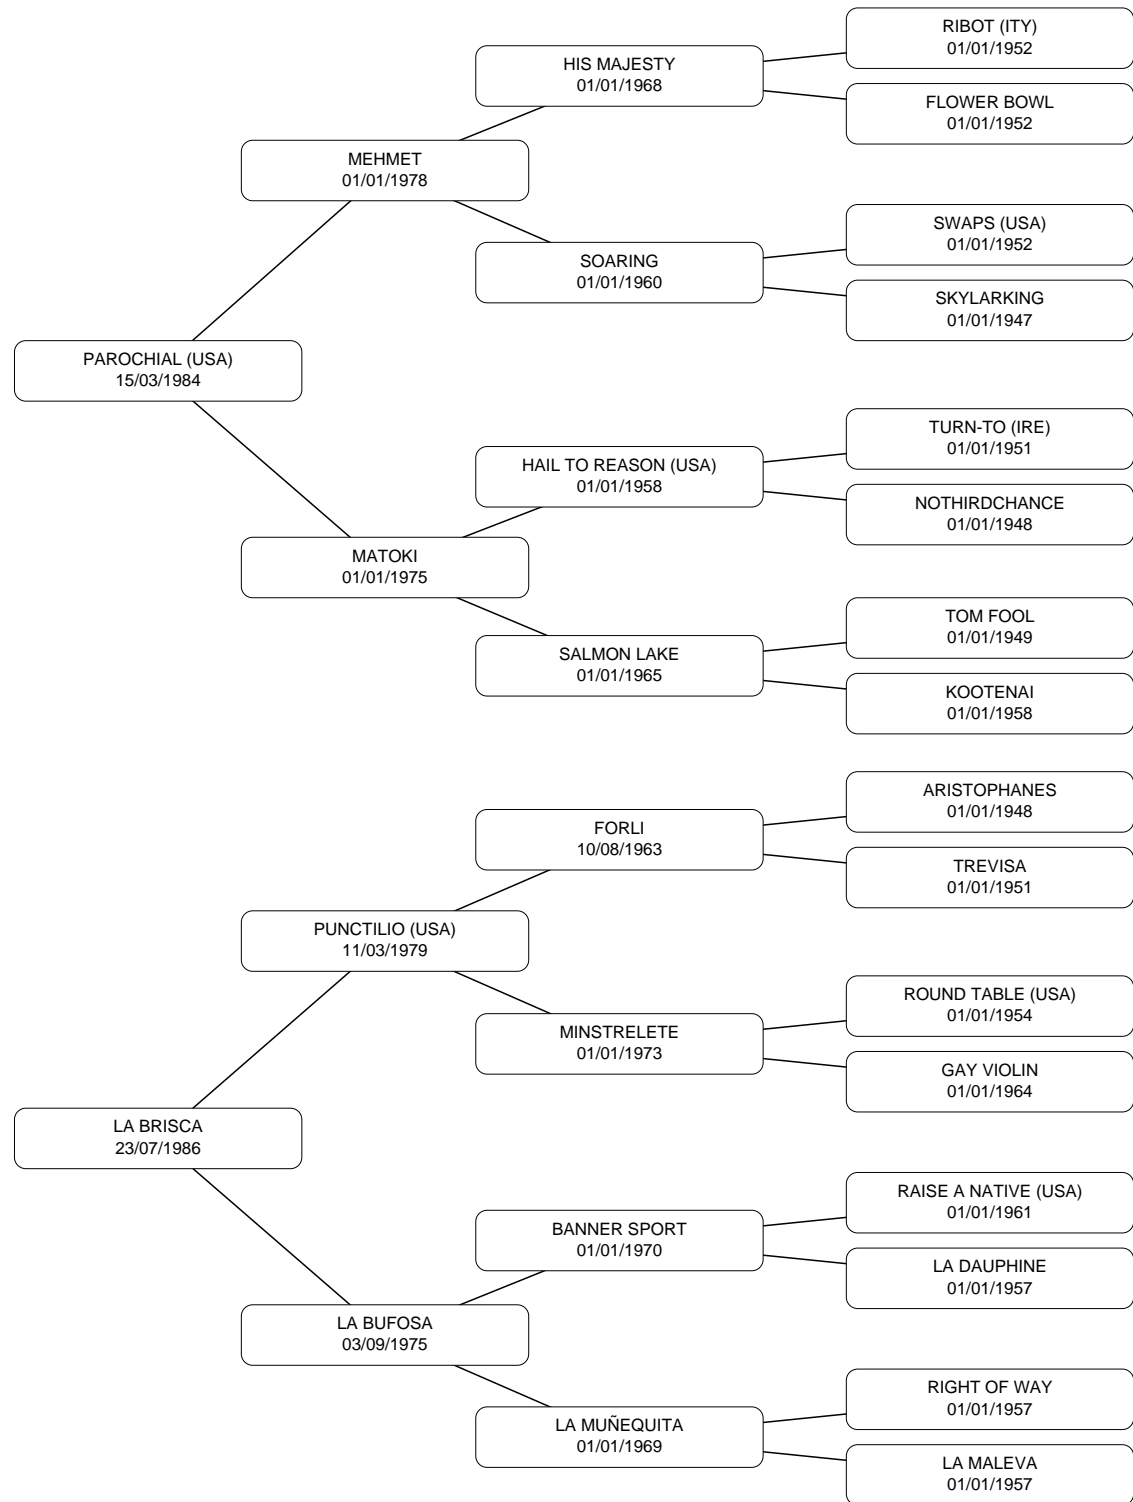 RIBOT (ITY)
01/01/1952
HIS MAJESTY
01/01/1968
FLOWER BOWL
01/01/1952
MEHMET
01/01/1978
SWAPS (USA)
01/01/1952
SOARING
01/01/1960
SKYLARKING
01/01/1947
PAROCHIAL (USA)
15/03/1984
TURN-TO (IRE)
01/01/1951
HAIL TO REASON (USA)
01/01/1958
NOTHIRDCHANCE
01/01/1948
MATOKI
01/01/1975
TOM FOOL
01/01/1949
SALMON LAKE
01/01/1965
KOOTENAI
01/01/1958
ARISTOPHANES
01/01/1948
FORLI
10/08/1963
TREVISA
01/01/1951
PUNCTILIO (USA)
11/03/1979
ROUND TABLE (USA)
01/01/1954
MINSTRELETE
01/01/1973
GAY VIOLIN
01/01/1964
LA BRISCA
23/07/1986
RAISE A NATIVE (USA)
01/01/1961
BANNER SPORT
01/01/1970
LA DAUPHINE
01/01/1957
LA BUFOSA
03/09/1975
RIGHT OF WAY
01/01/1957
LA MUÑEQUITA
01/01/1969
LA MALEVA
01/01/1957